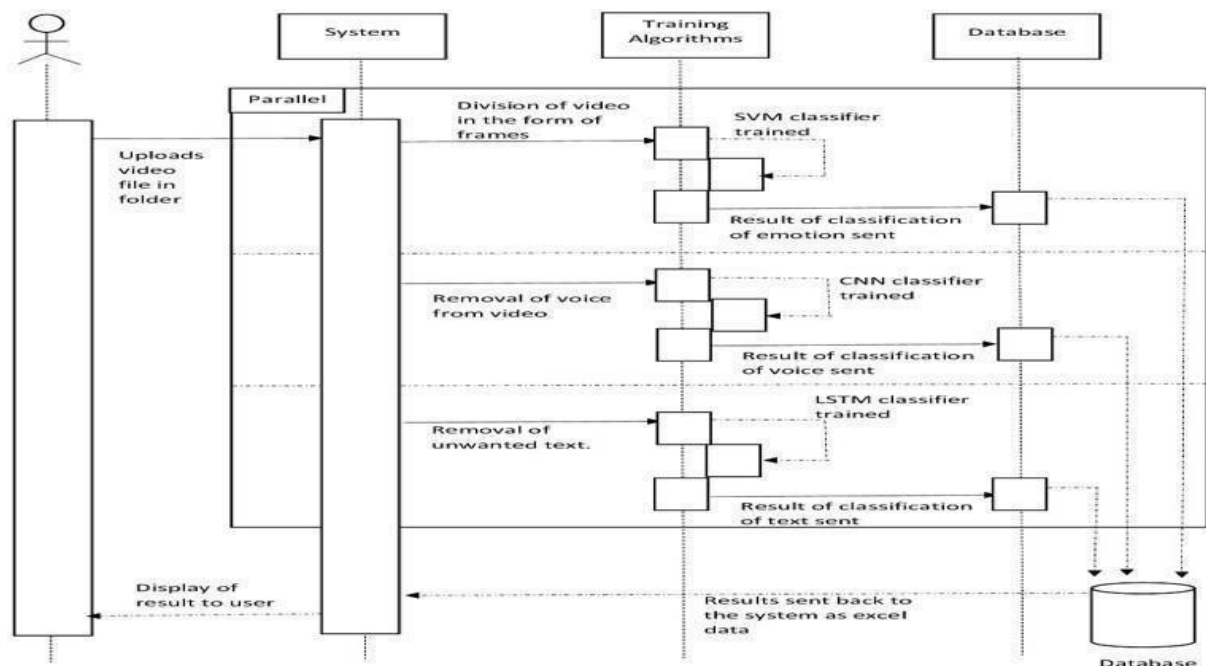 System
Training
Algorithms
Database
Parallel
Uploads
video
file in
folder
Division of video
in the form of
frames
SVM classifier
trained
Result of classification
of emotion sent
Removal of voice
from video
CNN classifier
trained
Result of classification
of voice sent
Removal of
unwanted text.
LSTM classifier
trained
Result of classification
of text sent
Display of
result to user
Results sent back to
the system as excel
data
Database